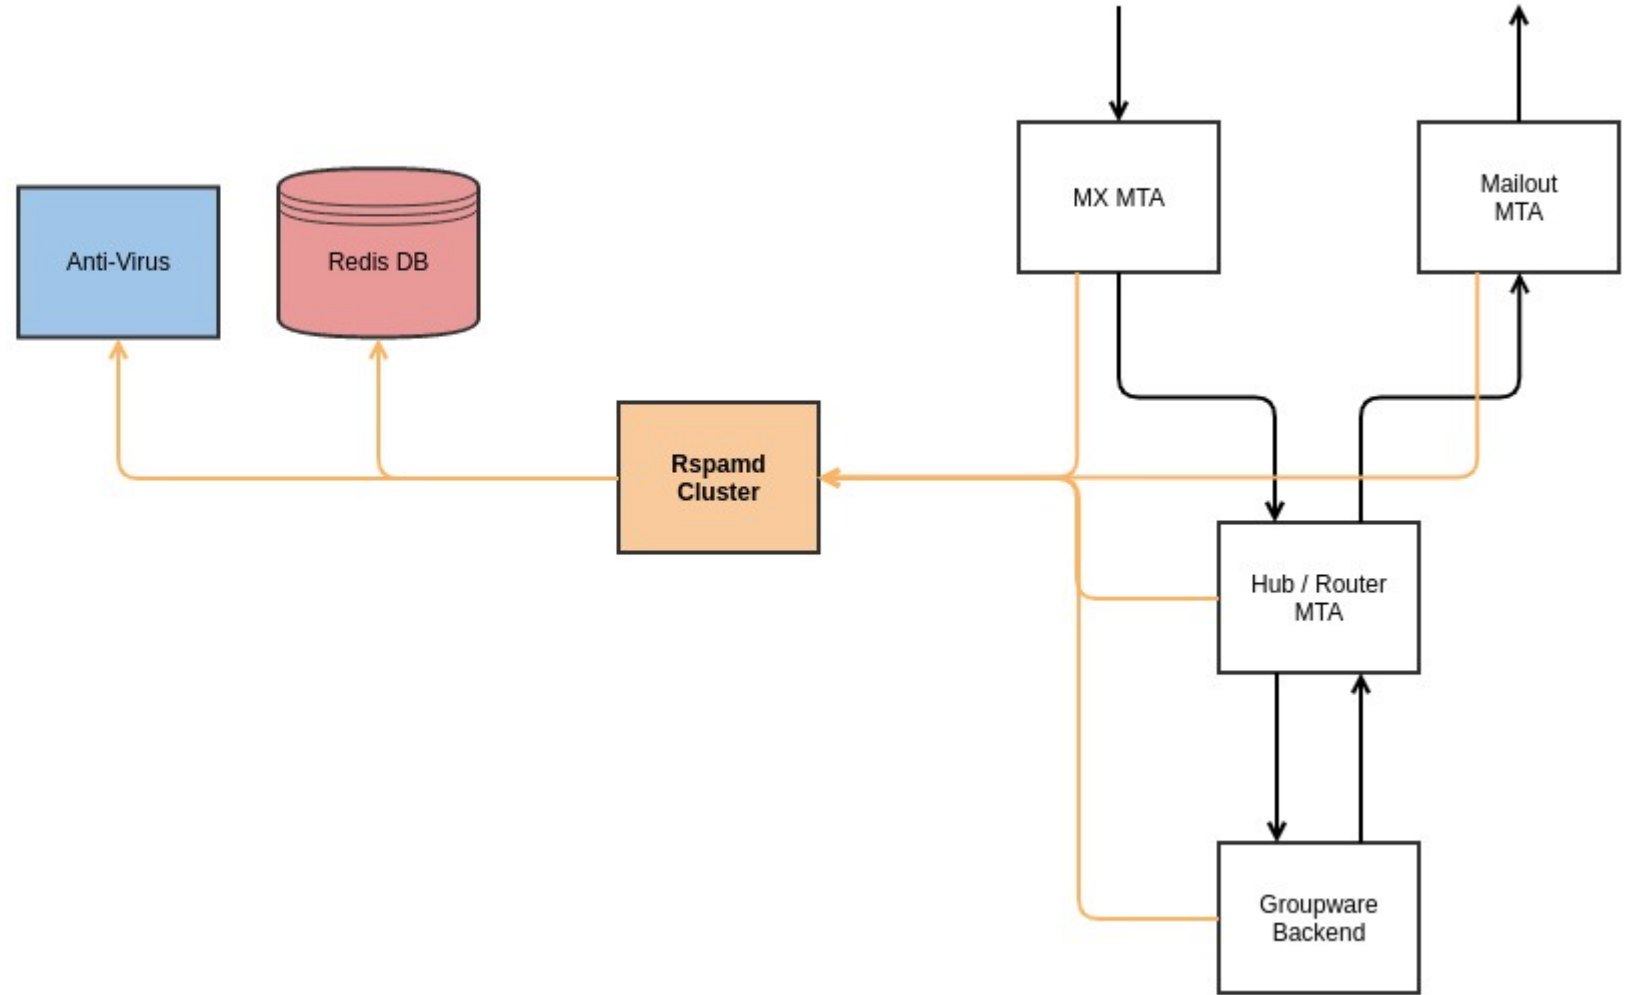 MX MTA
Mailout
MTA
Anti-Virus
Redis DB
Rspamd
Cluster
Hub / Router
MTA
Groupware
Backend